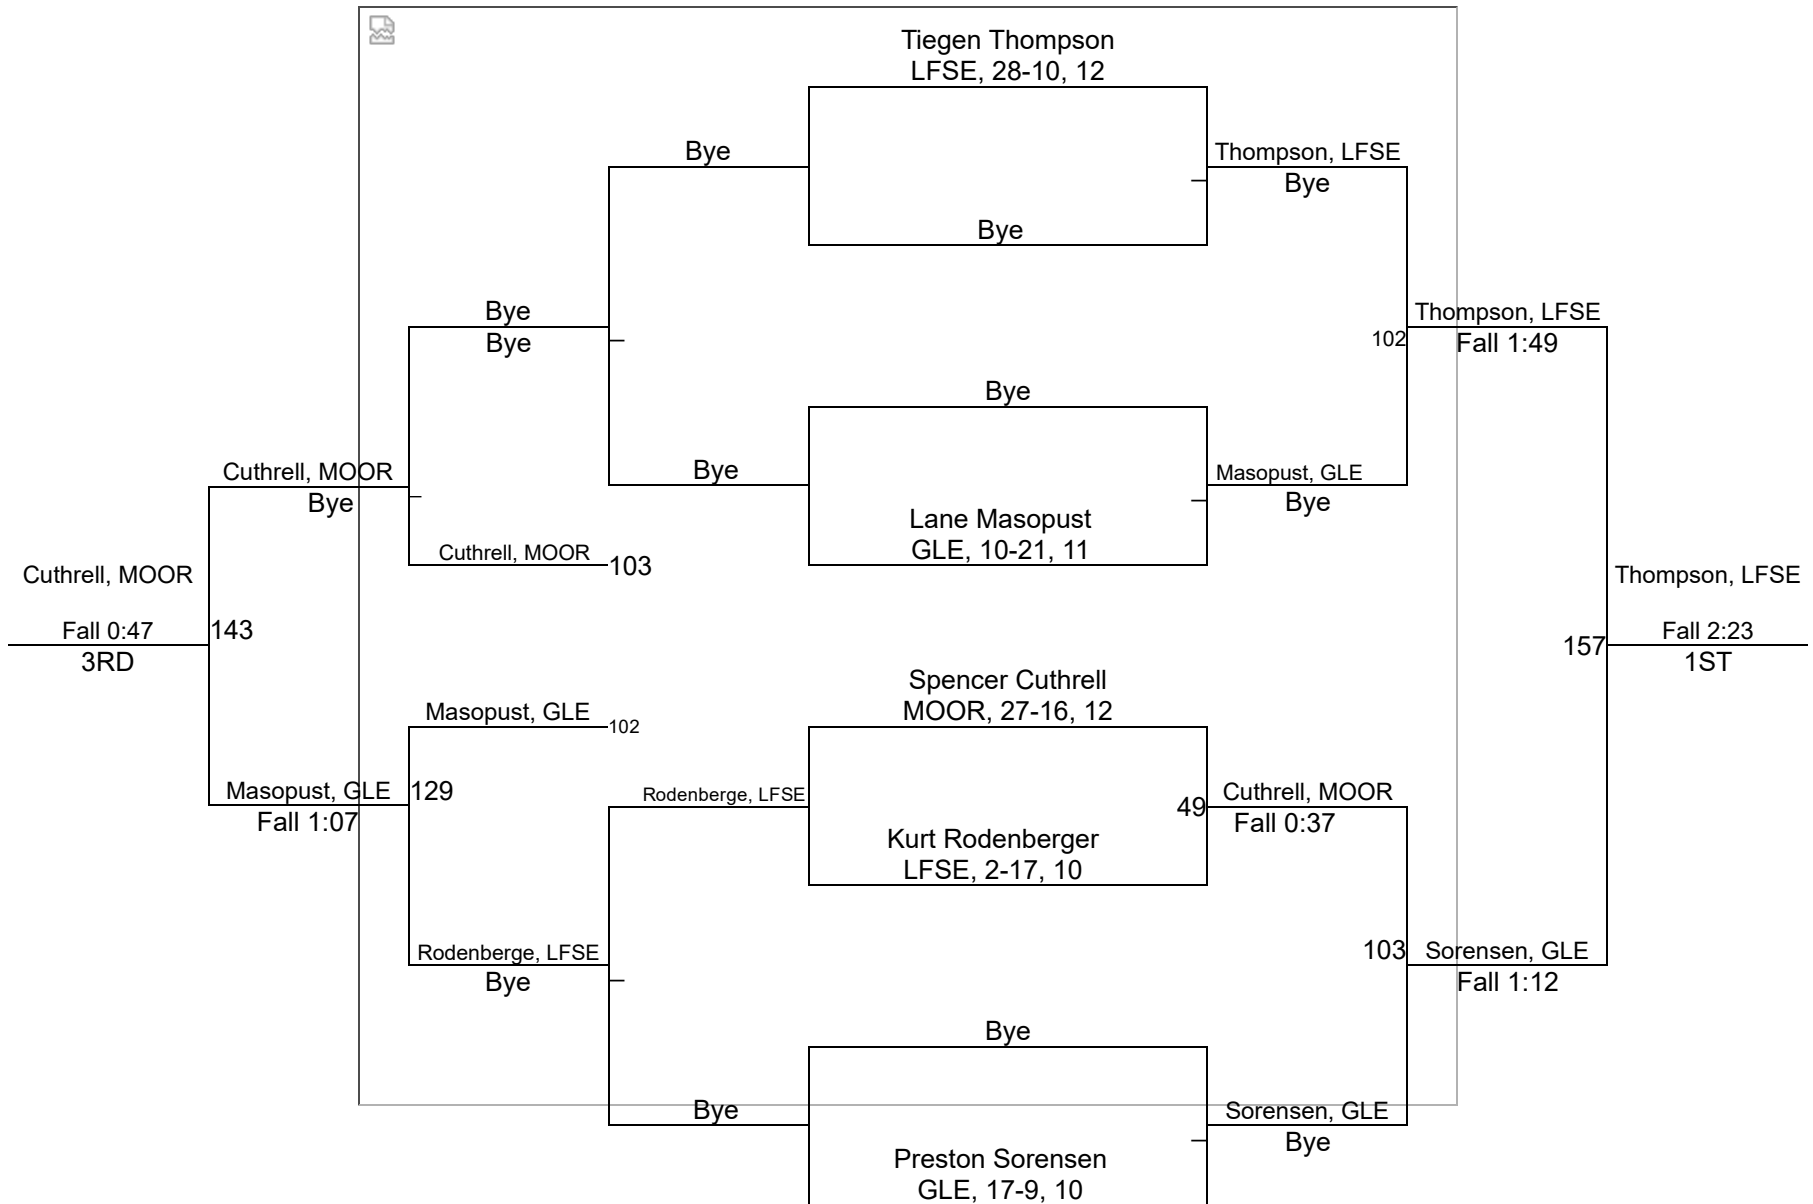 Tiegen Thompson
LFSE, 28-10, 12
Bye
Thompson, LFSE
Bye
Bye
Bye
Thompson, LFSE
Bye
102
Fall 1:49
Bye
Cuthrell, MOOR
Bye
Masopust, GLE
Bye
Bye
Lane Masopust
GLE, 10-21, 11
Cuthrell, MOOR
103
Cuthrell, MOOR
Thompson, LFSE
Fall 0:47
143
157
Fall 2:23
3RD
1ST
Spencer Cuthrell
MOOR, 27-16, 12
Masopust, GLE
102
Masopust, GLE
129
Rodenberge, LFSE
49
Cuthrell, MOOR
Fall 1:07
Fall 0:37
Kurt Rodenberger
LFSE, 2-17, 10
Rodenberge, LFSE
103
Sorensen, GLE
Bye
Fall 1:12
Bye
Bye
Sorensen, GLE
Bye
Preston Sorensen
GLE, 17-9, 10